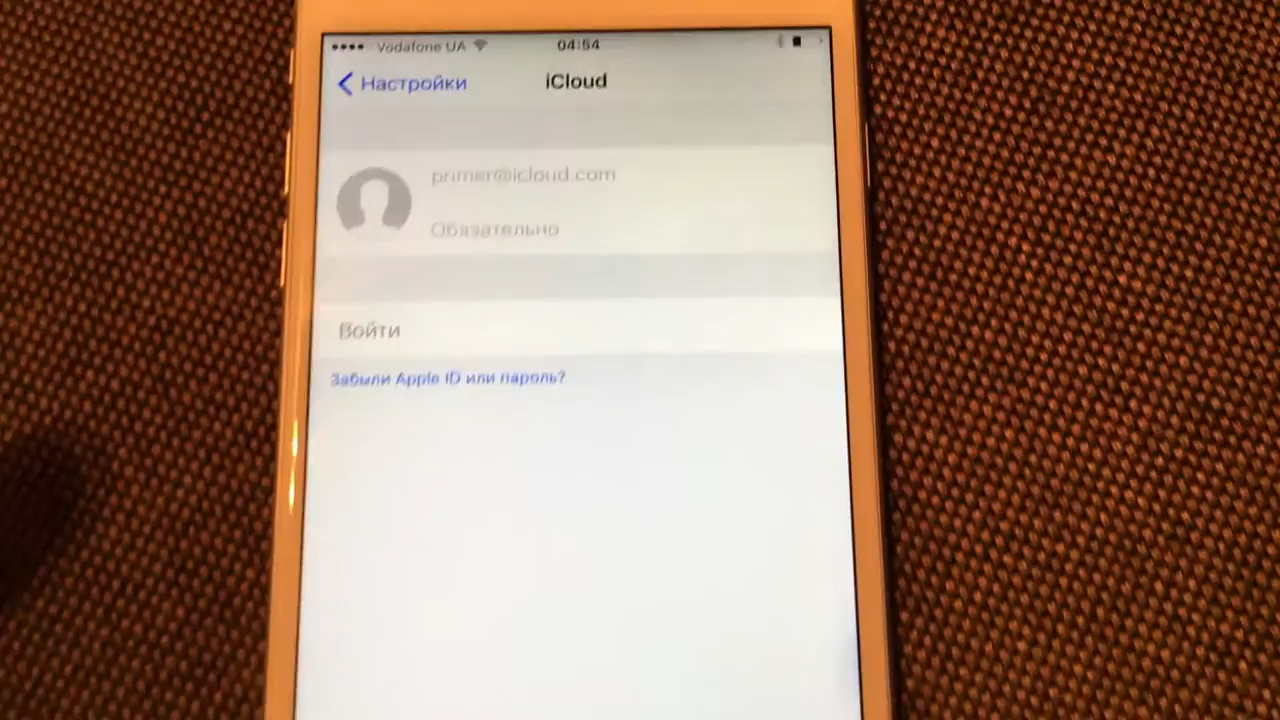 Vodafone UA 04:54
Настройки iCloud
primer@icloud.com
Обязательно
Войти
Забыли Apple ID или пароль?